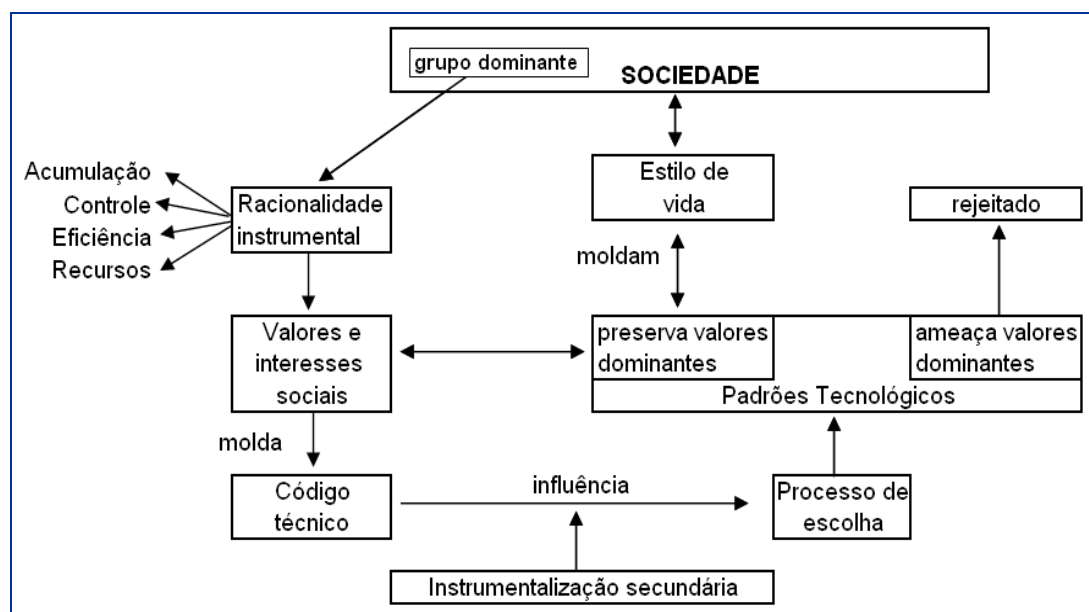 grupo dominante
SOCIEDADE
Acumulação
Controle
Eficiência
Recursos
Racionalidade
instrumental
Estilo de
vida
rejeitado
moldam
Valores e
interesses
sociais
preserva valores
dominantes
ameaça valores
dominantes
Padrões Tecnológicos
molda
Código
técnico
influência
Processo de
escolha
Instrumentalização secundária